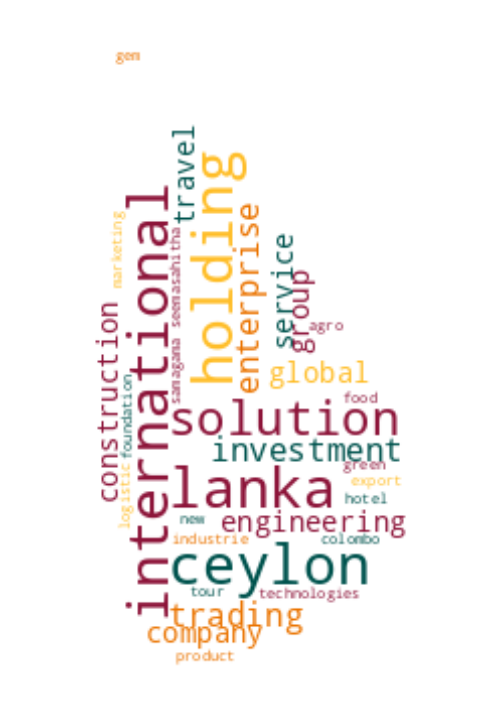 gem
travel
holding
international
marketing
enterprise
samagama seemasahitha
service
group
agro
construction
global
foundation
food
solution
investment
green
logistic
lanka
export
hotel
new
engineering
industrie
colombo
ceylon
tour
technologies
trading
company
product